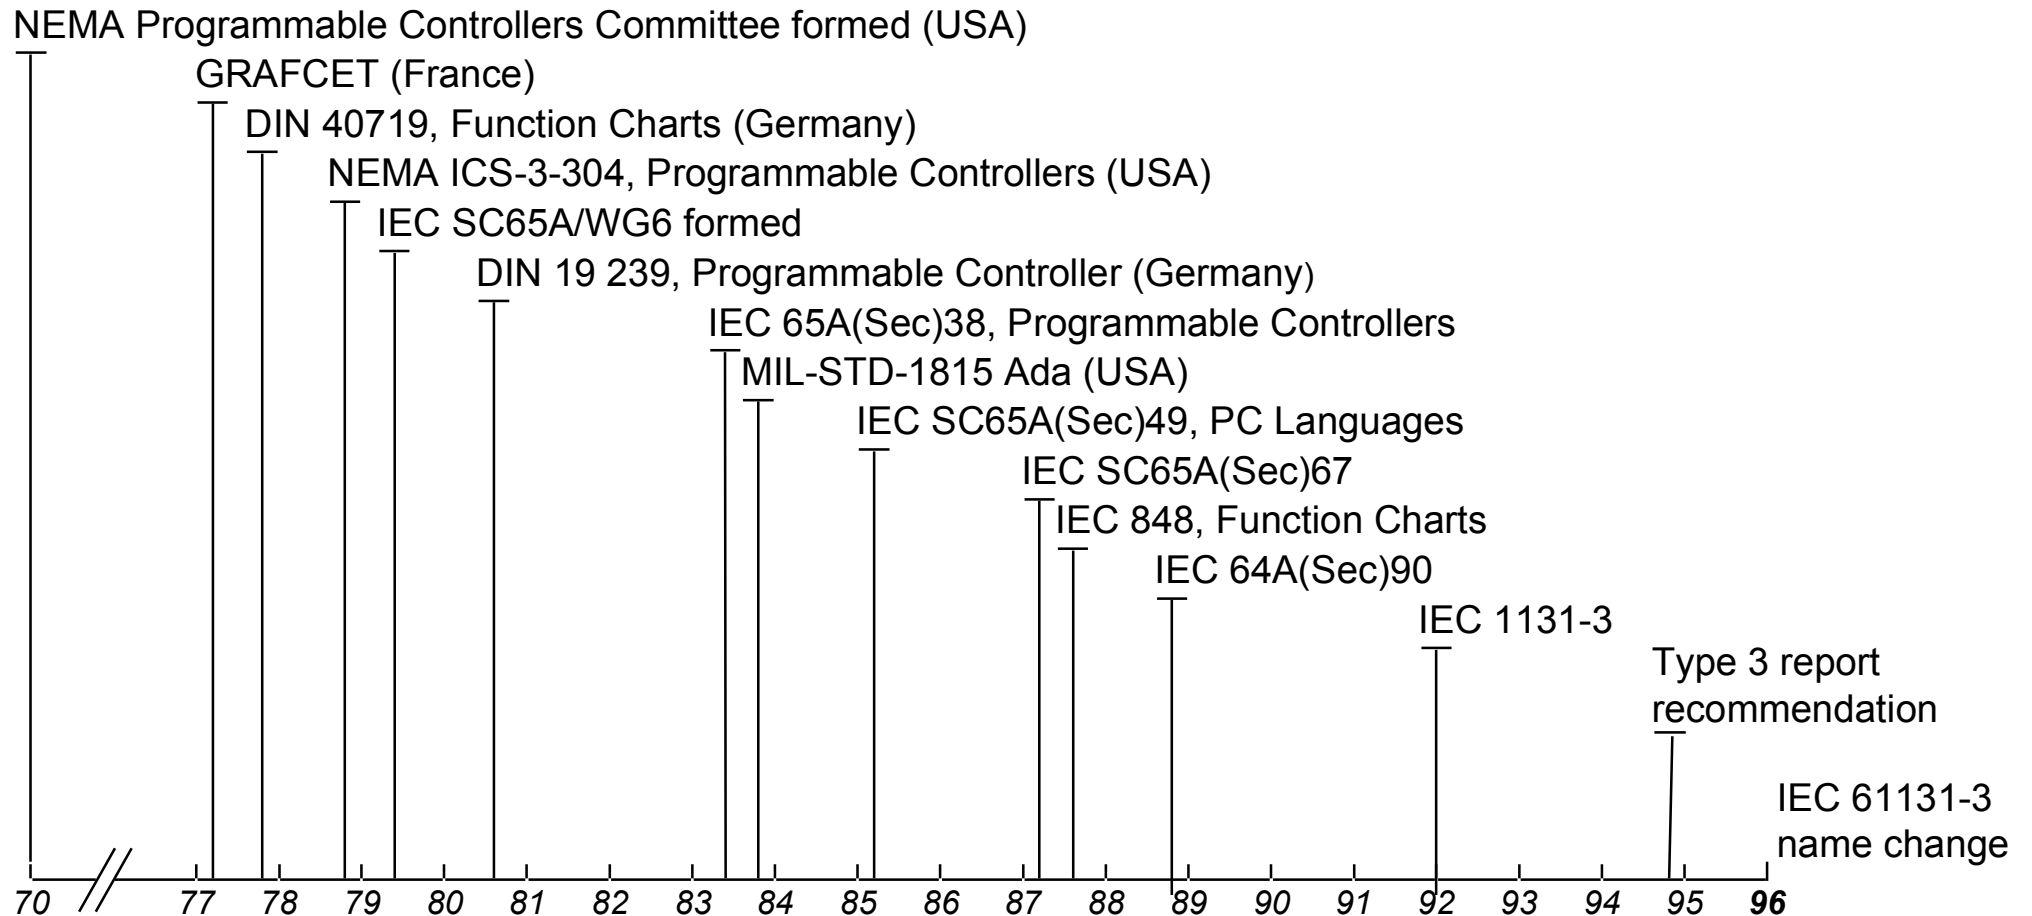 NEMA Programmable Controllers Committee formed (USA)
GRAFCET (France)
DIN 40719, Function Charts (Germany)
NEMA ICS-3-304, Programmable Controllers (USA)
IEC SC65A/WG6 formed
DIN 19 239, Programmable Controller (Germany)
IEC 65A(Sec)38, Programmable Controllers
MIL-STD-1815 Ada (USA)
IEC SC65A(Sec)49, PC Languages
IEC SC65A(Sec)67
IEC 848, Function Charts
IEC 64A(Sec)90
IEC 1131-3
Type 3 report
recommendation
IEC 61131-3
name change
70 77 78 79 80 81 82 83 84 85 86 87 88 89 90 91 92 93 94 95 96